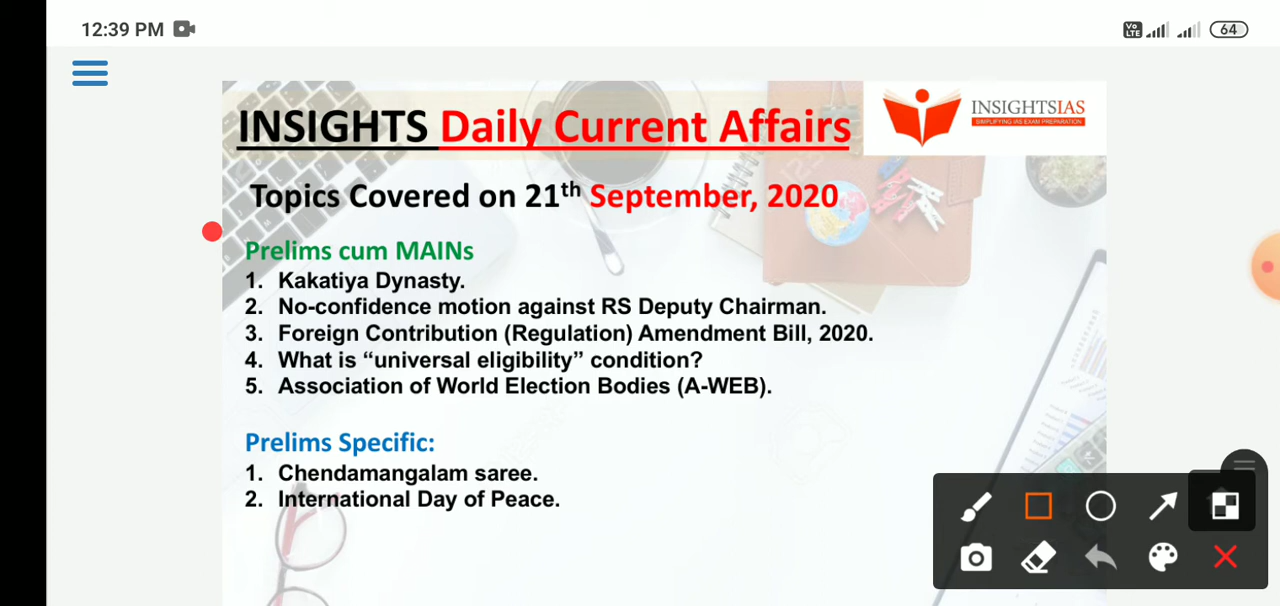 12:39 PM
Vo LTE
64
INSIGHTS Daily Current Affairs
INSIGHTSIAS
SIMPLIFYING IAS EXAM PREPARATION
Topics Covered on 21th September, 2020
Prelims cum MAINs
1. Kakatiya Dynasty.
2. No-confidence motion against RS Deputy Chairman.
3. Foreign Contribution (Regulation) Amendment Bill, 2020.
4. What is “universal eligibility” condition?
5. Association of World Election Bodies (A-WEB).
Prelims Specific:
1. Chendamangalam saree.
2. International Day of Peace.